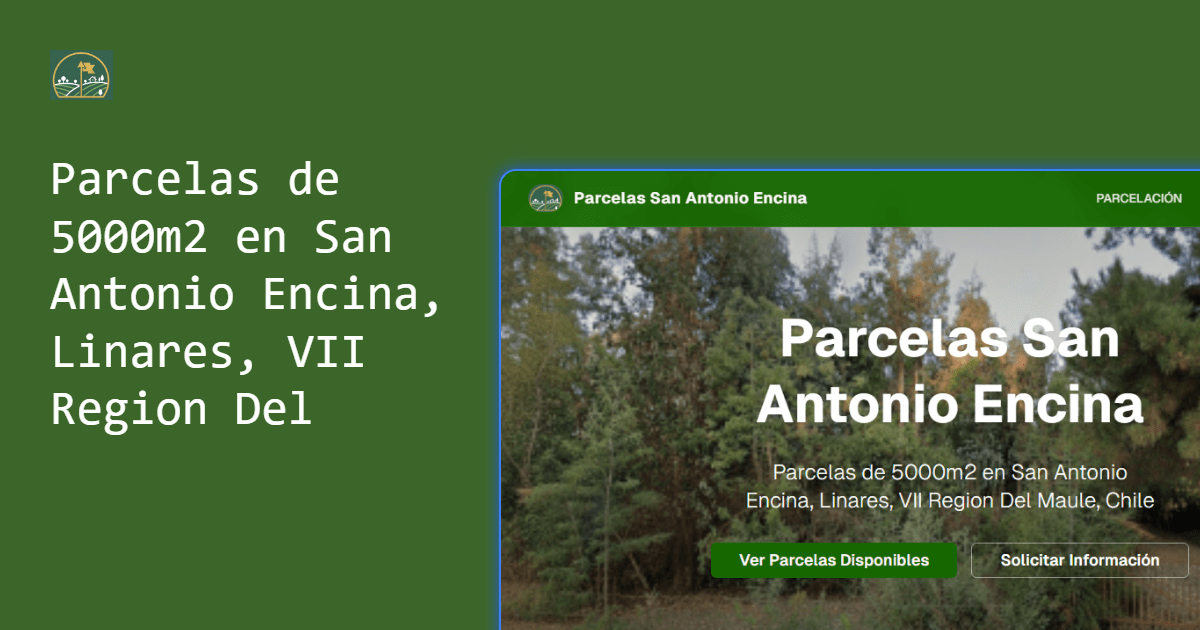 Parcelas de
5000m2 en San
Antonio Encina,
Linares, VII
Region Del
Parcelas San Antonio Encina
PARCELACIÓN
Parcelas San
Antonio Encina
Parcelas de 5000m2 en San Antonio
Encina, Linares, VII Region Del Maule, Chile
Ver Parcelas Disponibles
Solicitar Información